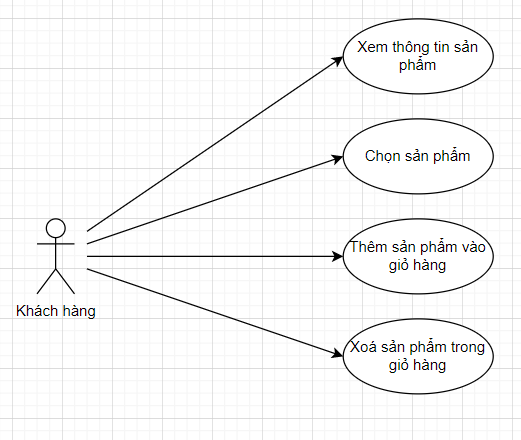 Xem thông tin sản
phẩm
Chọn sản phẩm
Thêm sản phẩm vào
giỏ hàng
Khách hàng
Xoá sản phẩm trong
giỏ hàng